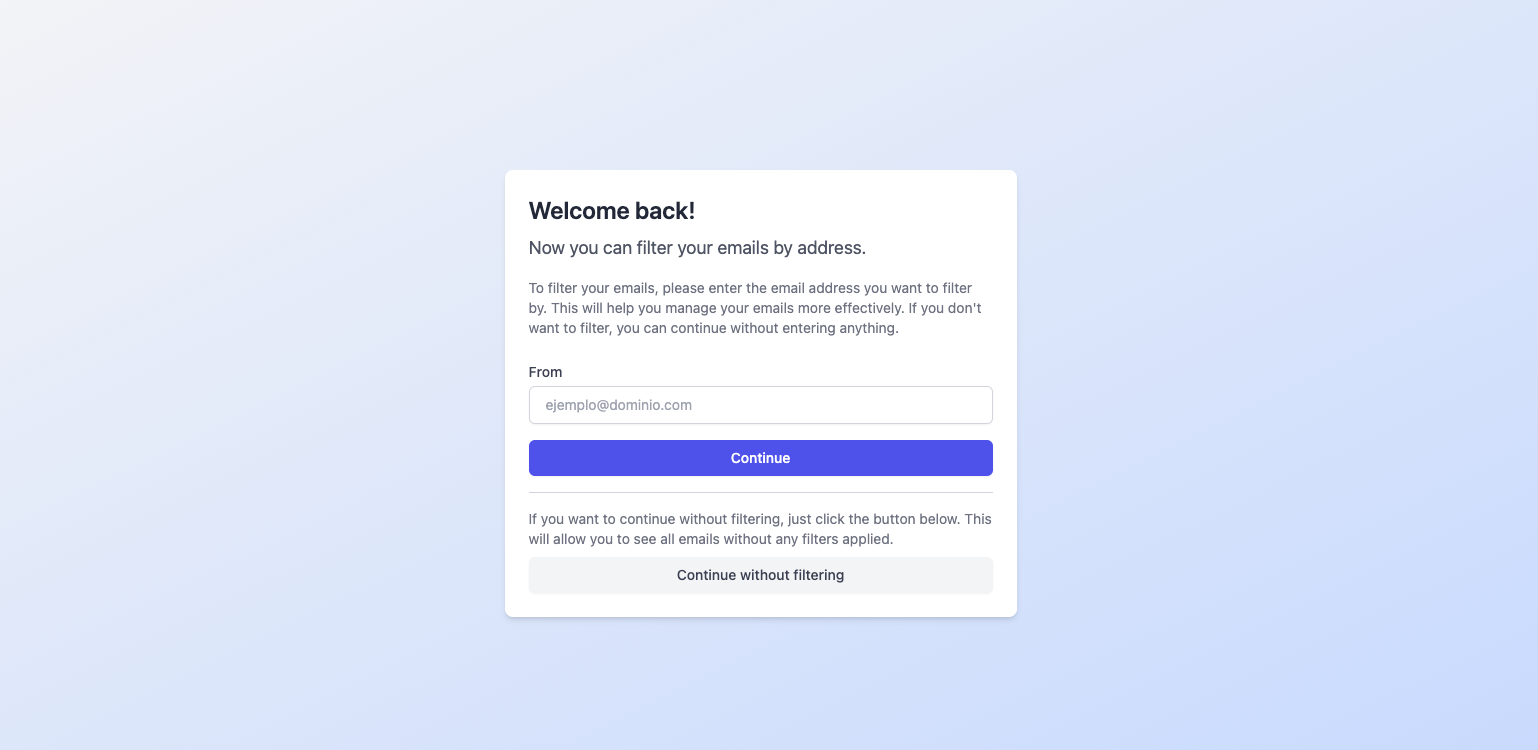 Welcome back!
Now you can filter your emails by address.
To filter your emails, please enter the email address you want to filter
by. This will help you manage your emails more effectively. If you don't
want to filter, you can continue without entering anything.
From
ejemplo@dominio.com
Continue
If you want to continue without filtering, just click the button below. This
will allow you to see all emails without any filters applied.
Continue without filtering